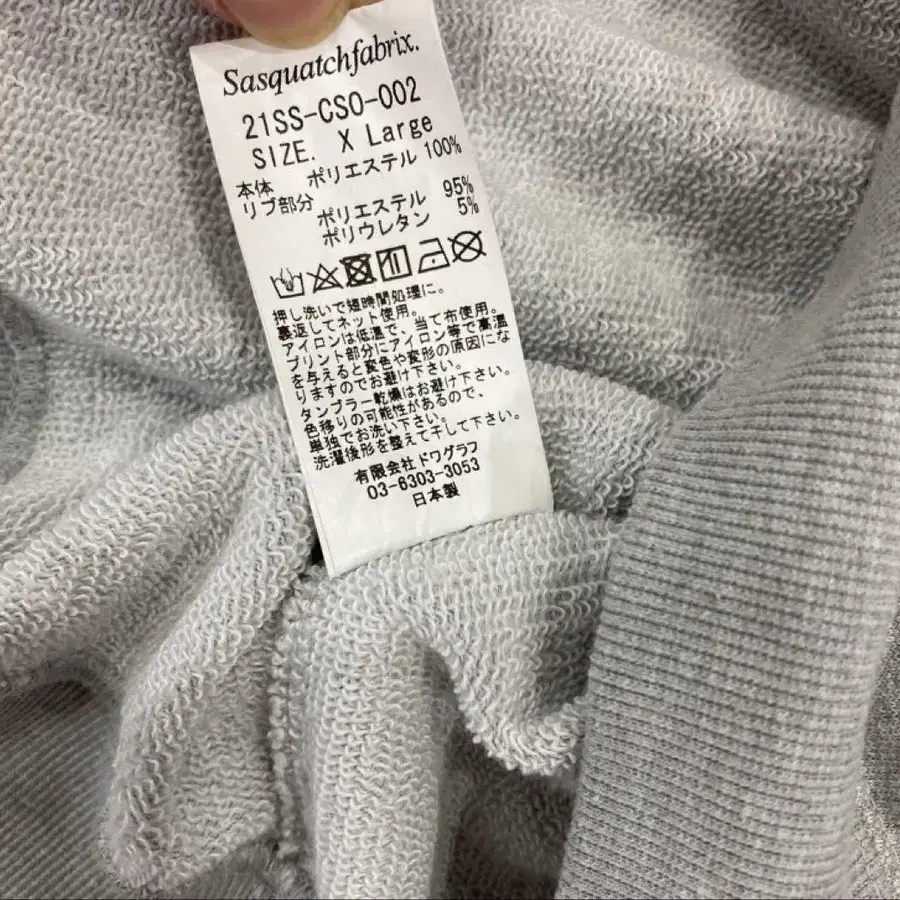 Sasquatchfabrix.
21SS-CSO-002
SIZE. X Large
本体 ポリエステル 100%
リブ部分
ポリエステル 95%
ポリウレタン 5%
押し洗いで短時間処理に。
裏返してネット使用。
アイロンは低温で、当て布使用。
プリント部分にアイロン等で高温
を与えると変色や変形の原因にな
りますのでお避け下さい。
タンブラー乾燥はお避け下さい。
色移りの可能性があるので、
単独でお洗い下さい。
洗濯後形を整えて干して下さい。
有限会社ドワグラフ
03-6303-3053
日本製